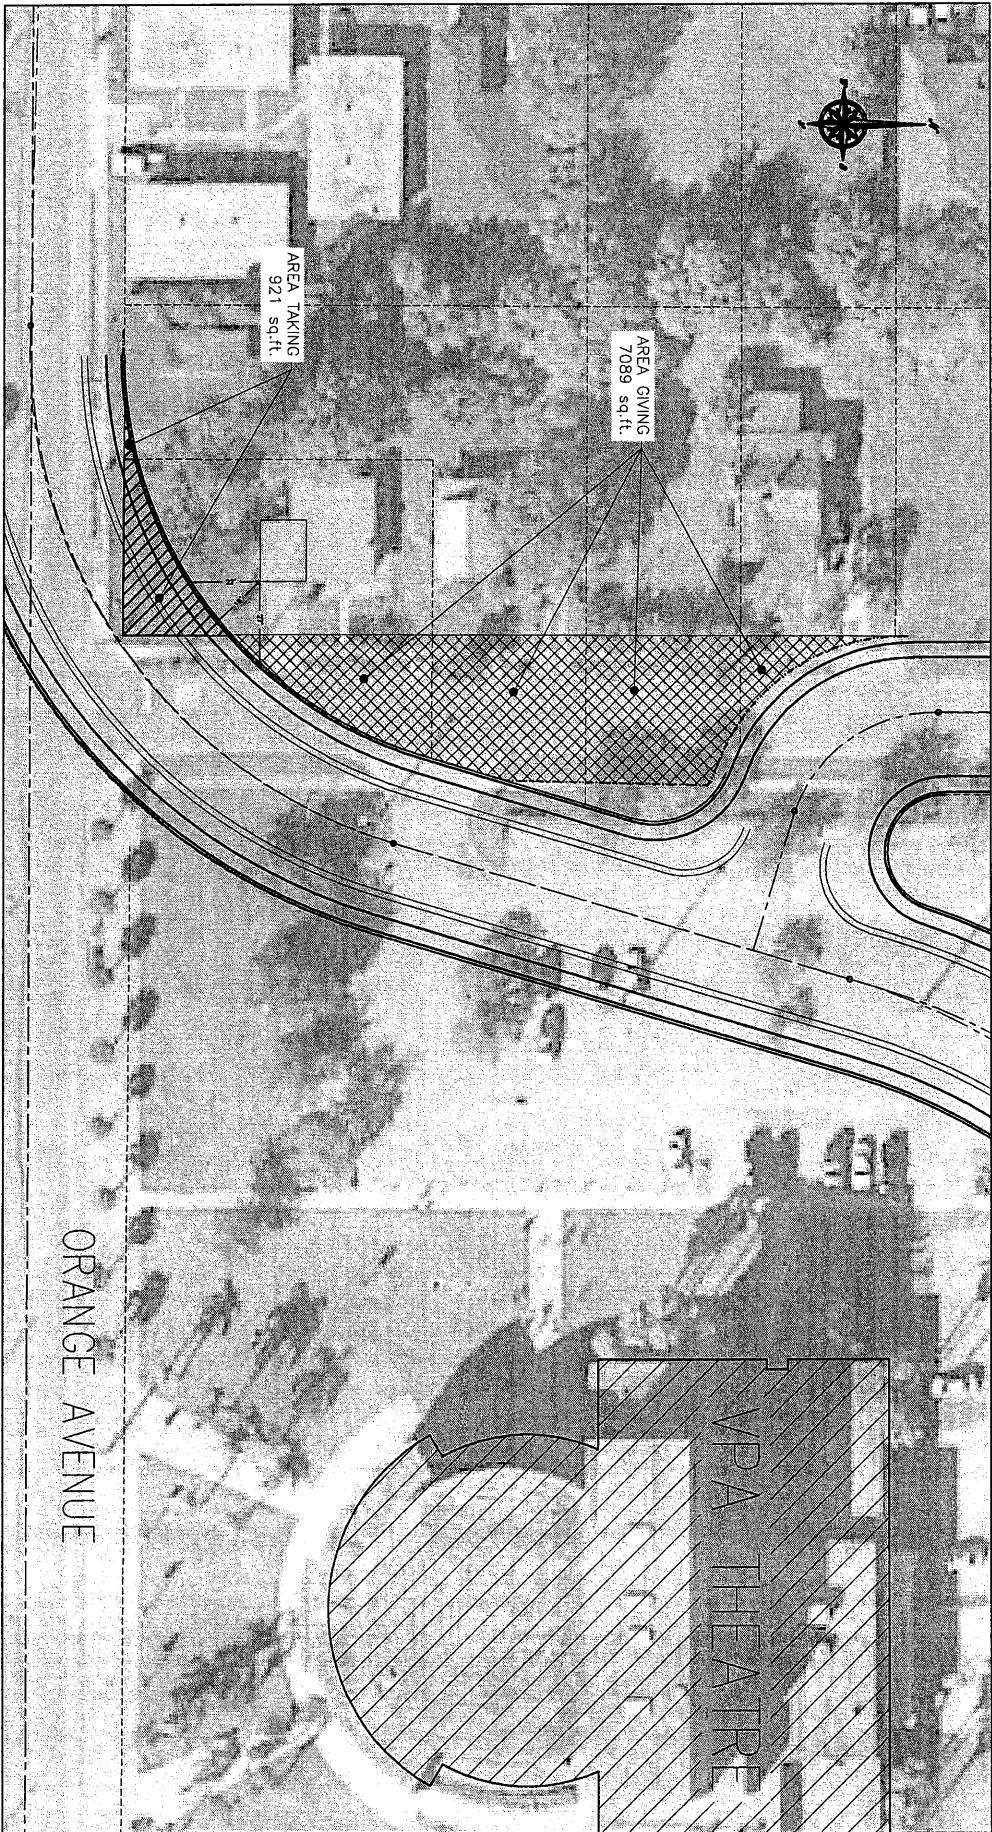 AREA TAKING
921 sq.ft.
AREA GIVING
7089 sq.ft.
ORANGE AVENUE
VPA THEATRE